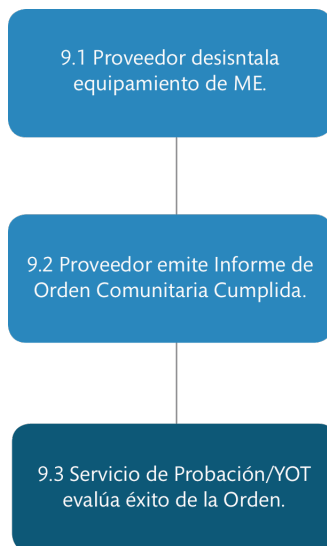 9.1 Proveedor desisntala
equipamiento de ME.
9.2 Proveedor emite Informe de
Orden Comunitaria Cumplida.
9.3 Servicio de Probación/YOT
evalúa éxito de la Orden.